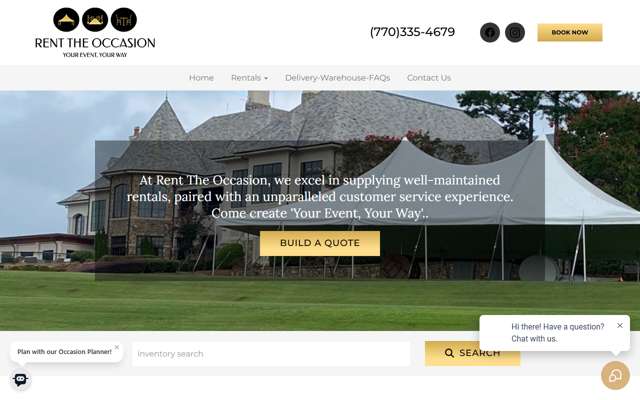 RENT THE OCCASION
YOUR EVENT, YOUR WAY
(770)335-4679
BOOK NOW
Home
Rentals
Delivery-Warehouse-FAQs
Contact Us
At Rent The Occasion, we excel in supplying well-maintained
rentals, paired with an unparalleled customer service experience.
Come create 'Your Event, Your Way'..
BUILD A QUOTE
Hi there! Have a question?
Chat with us.
Plan with our Occasion Planner!
inventory search
SEARCH